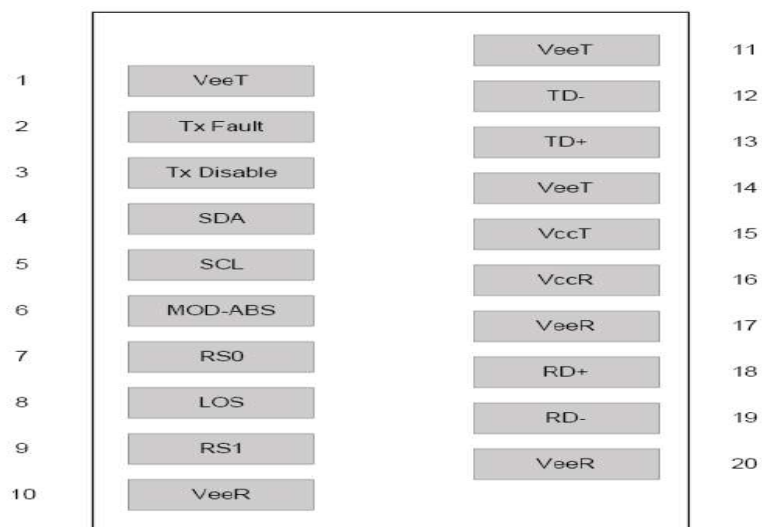 1 VeeT
2 Tx Fault
3 Tx Disable
4 SDA
5 SCL
6 MOD-ABS
7 RS0
8 LOS
9 RS1
10 VeeR
VeeT 11
TD- 12
TD+ 13
VeeT 14
VccT 15
VccR 16
VeeR 17
RD+ 18
RD- 19
VeeR 20